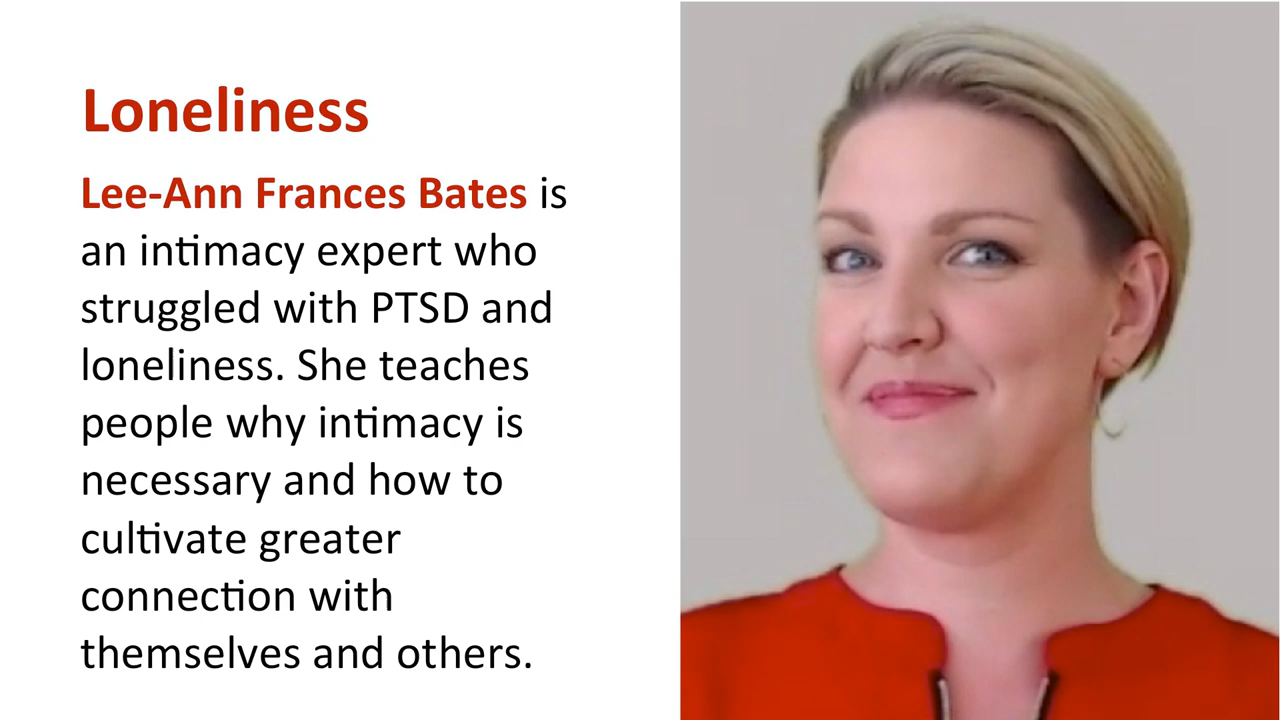 Loneliness
Lee-Ann Frances Bates is
an intimacy expert who
struggled with PTSD and
loneliness. She teaches
people why intimacy is
necessary and how to
cultivate greater
connection with
themselves and others.